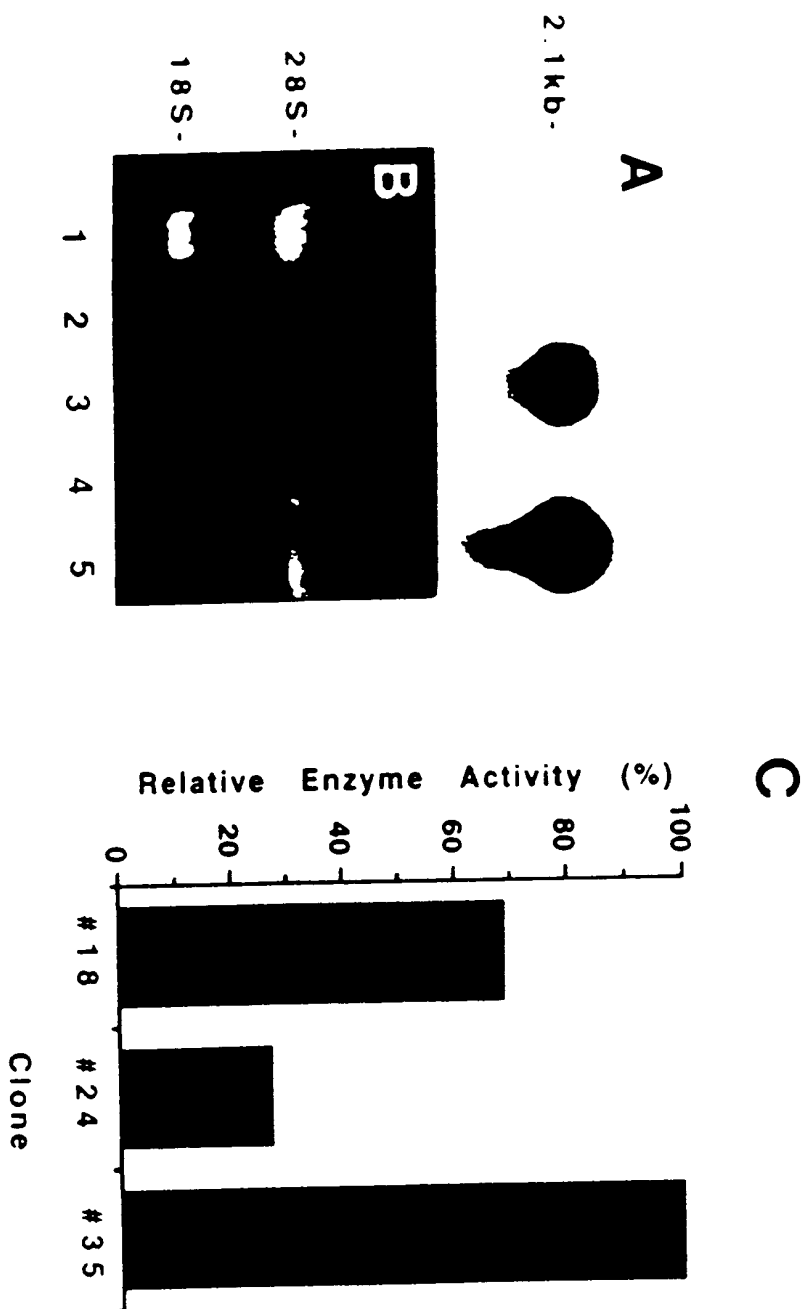 A
2.1kb-
B
28S-
18S-
1 2 3 4 5
C
Relative Enzyme Activity (%)
100
80
60
40
20
0
#18 #24 #35
Clone